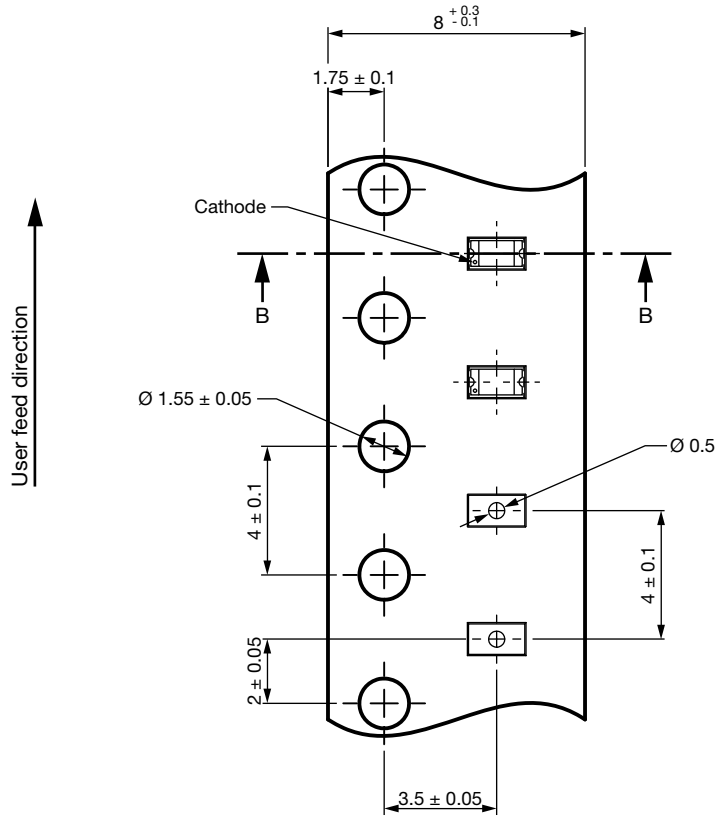 8 + 0.3 - 0.1
1.75 ± 0.1
Cathode
B
B
User feed direction
Ø 1.55 ± 0.05
Ø 0.5
4 ± 0.1
4 ± 0.1
2 ± 0.05
3.5 ± 0.05